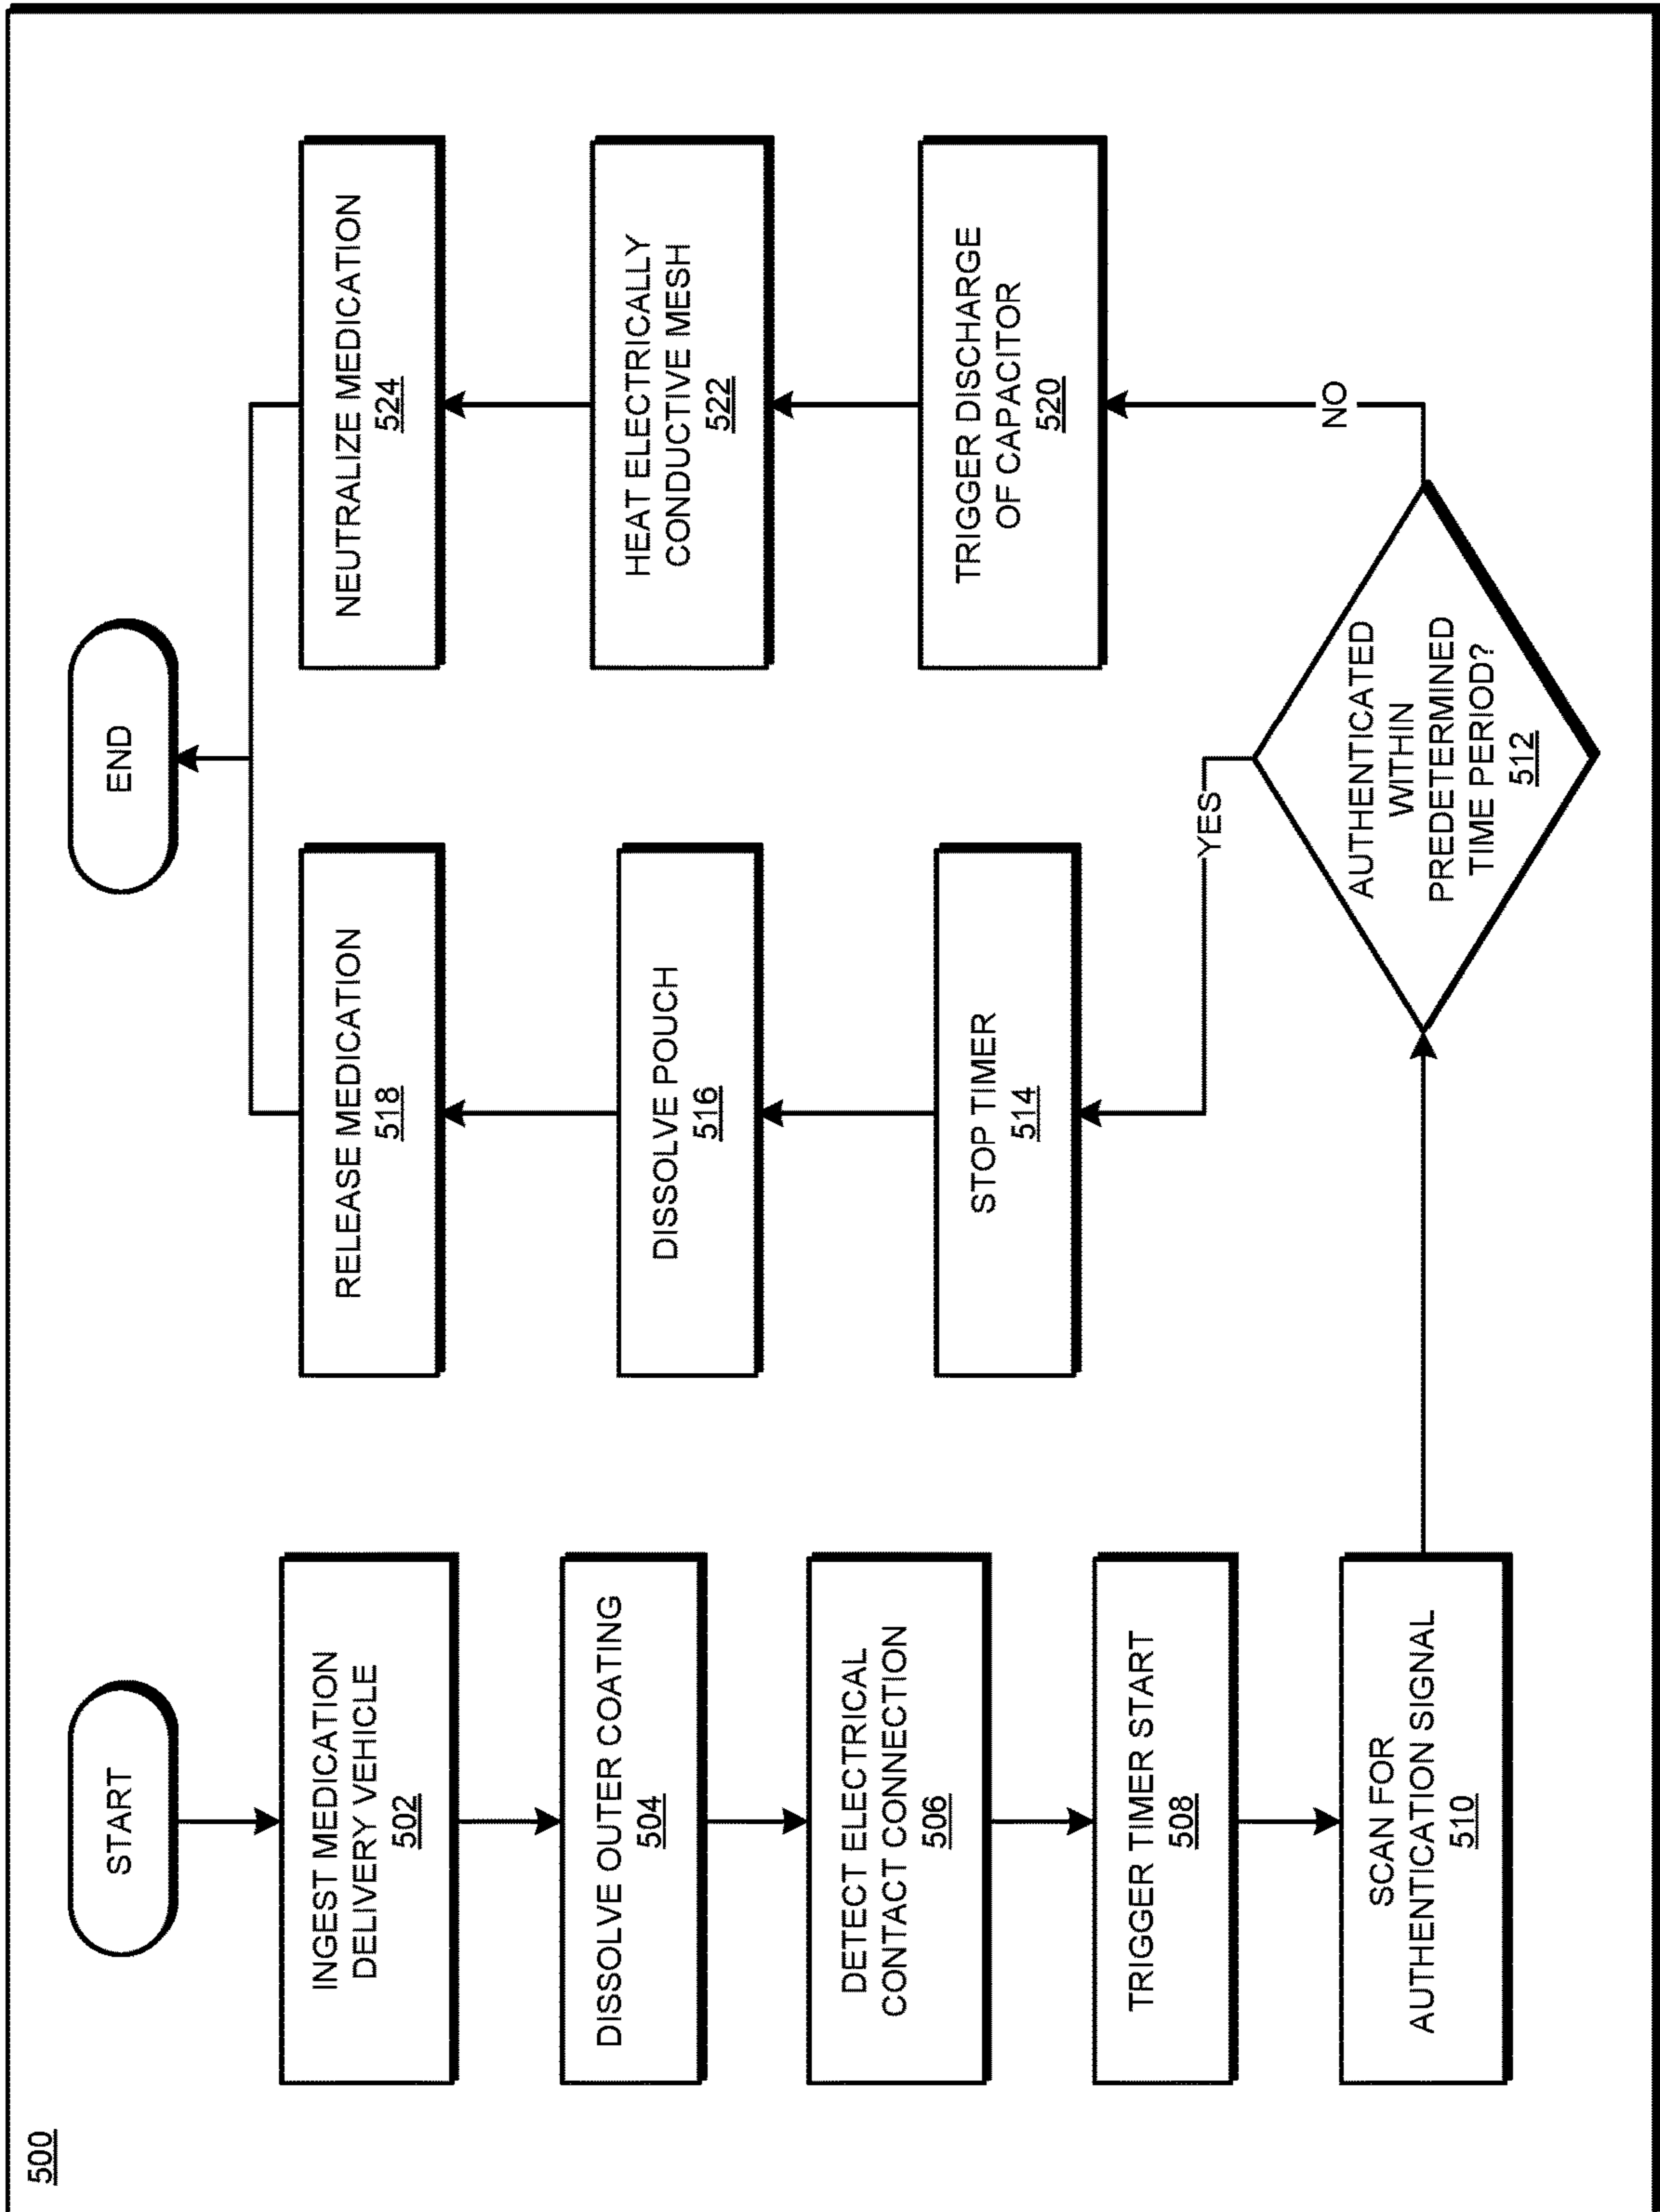 500
START
INGEST MEDICATION
DELIVERY VEHICLE
502
DISSOLVE OUTER COATING
504
DETECT ELECTRICAL
CONTACT CONNECTION
506
TRIGGER TIMER START
508
SCAN FOR
AUTHENTICATION SIGNAL
510
AUTHENTICATED
WITHIN
PREDETERMINED
TIME PERIOD?
512
YES
STOP TIMER
514
DISSOLVE POUCH
516
RELEASE MEDICATION
518
NO
TRIGGER DISCHARGE
OF CAPACITOR
520
HEAT ELECTRICALLY
CONDUCTIVE MESH
522
NEUTRALIZE MEDICATION
524
END